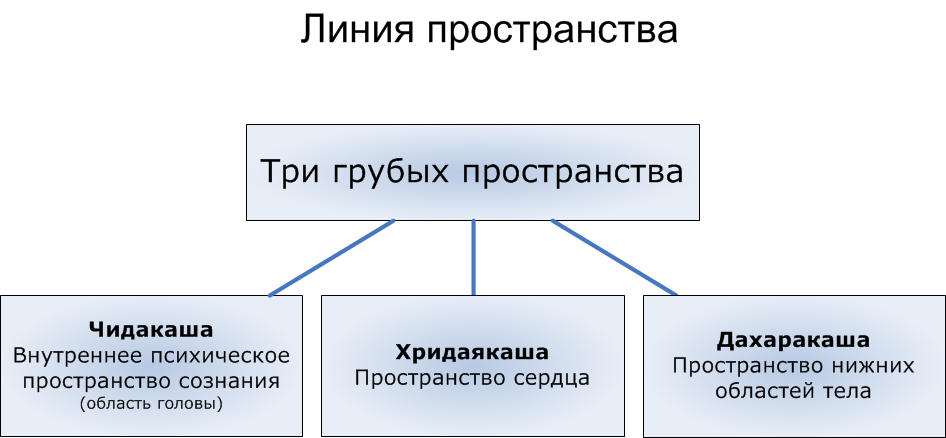 Линия пространства
Три грубых пространства
Чидакаша
Внутреннее психическое
пространство сознания
(область головы)
Хридаякаша
Пространство сердца
Дахаракаша
Пространство нижних
областей тела